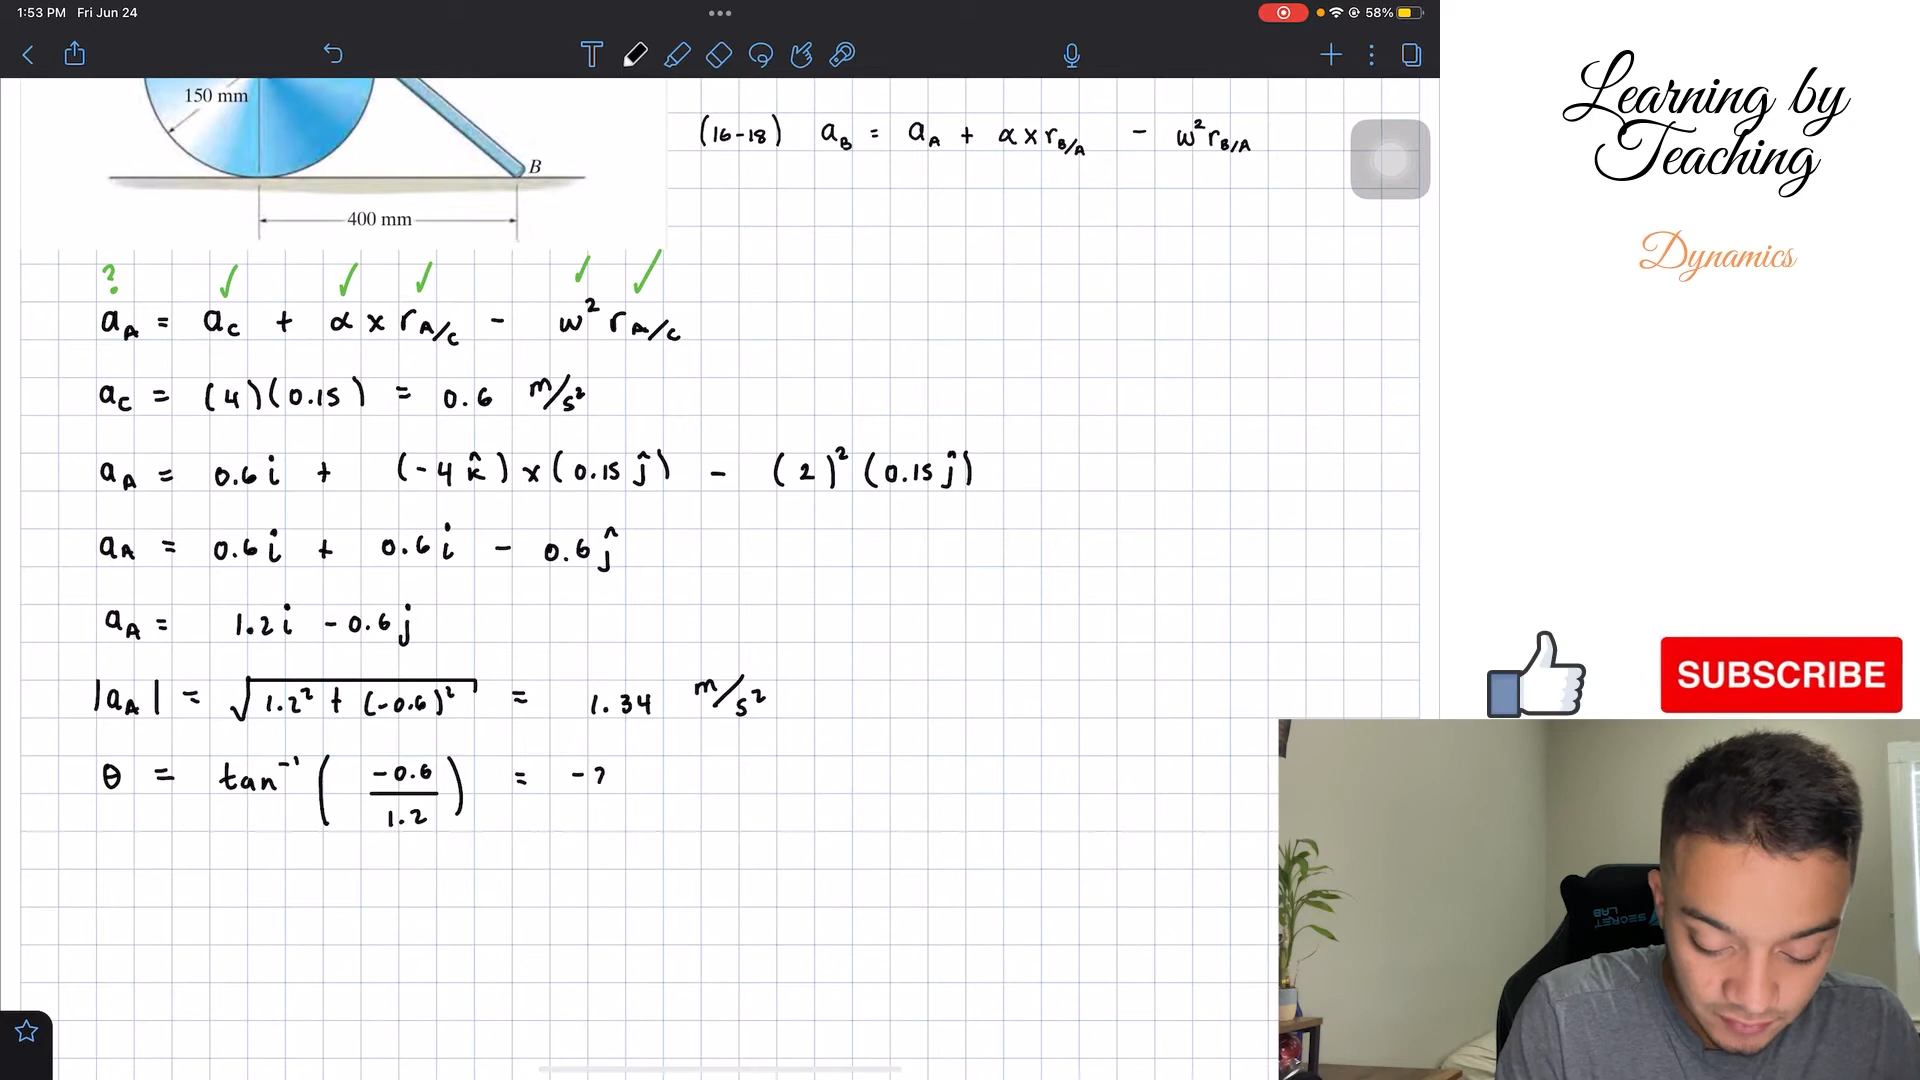 1:53 PM Fri Jun 24
58%
T
150 mm
B
400 mm
(16-18) a_B = a_A + α × r_B/A - ω² r_B/A
? ✓ ✓ ✓ ✓ ✓
a_A = a_C + α × r_A/C - ω² r_A/C
a_C = (4)(0.15) = 0.6 m/s²
a_A = 0.6 i + (-4 k̂) × (0.15 ĵ) - (2)² (0.15 ĵ)
a_A = 0.6 i + 0.6 i - 0.6 ĵ
a_A = 1.2 i - 0.6 j
|a_A| = √(1.2² + (-0.6)²) = 1.34 m/s²
θ = tan⁻¹ (-0.6/1.2) = -2
Learning by
Teaching
Dynamics
SUBSCRIBE
SECRET
LAB